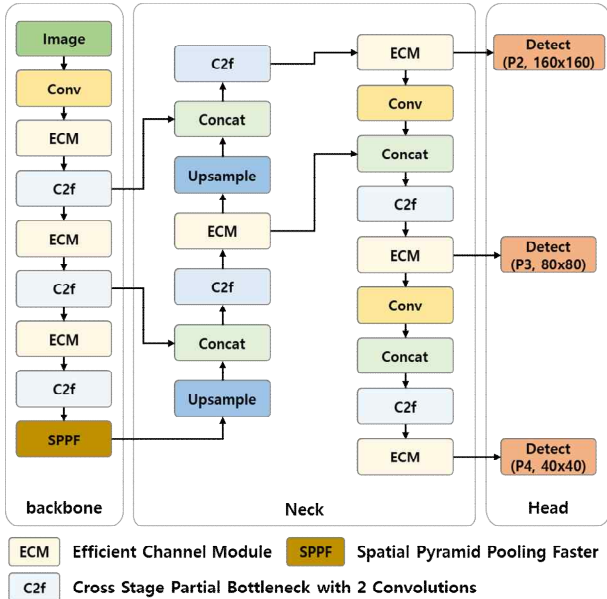 Image
Conv
ECM
C2f
ECM
C2f
ECM
C2f
SPPF
backbone
C2f
Concat
Upsample
ECM
C2f
Concat
Upsample
ECM
Conv
Concat
C2f
ECM
Conv
Concat
C2f
ECM
Neck
Detect
(P2, 160x160)
Detect
(P3, 80x80)
Detect
(P4, 40x40)
Head
ECM Efficient Channel Module SPPF Spatial Pyramid Pooling Faster
C2f Cross Stage Partial Bottleneck with 2 Convolutions